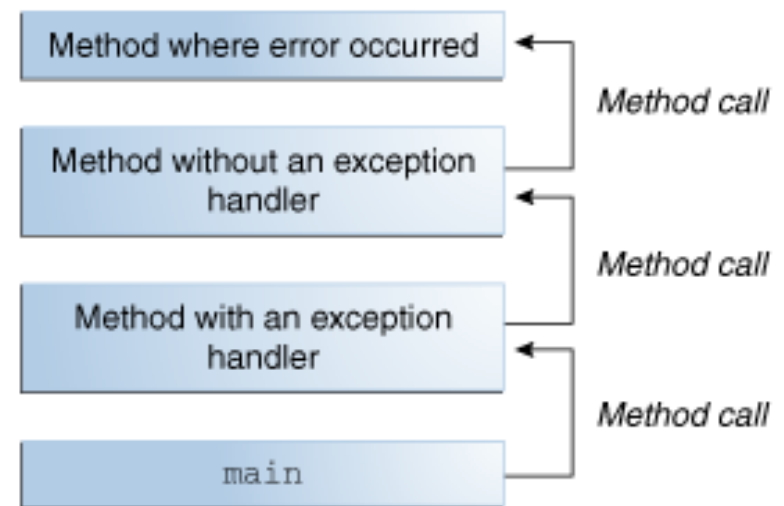 Method where error occurred
Method call
Method without an exception
handler
Method call
Method with an exception
handler
Method call
main